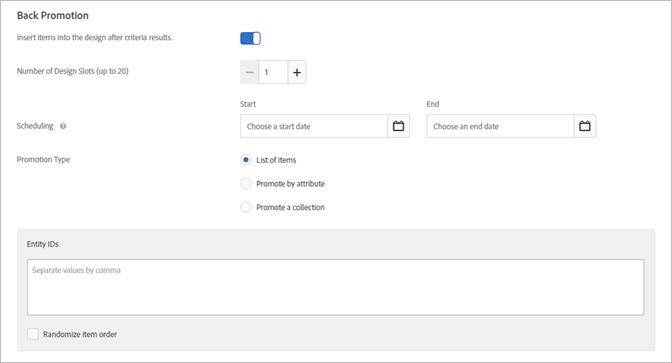 Back Promotion
Insert items into the design after criteria results.
Number of Design Slots (up to 20)
1
Start
End
Scheduling
Choose a start date
Choose an end date
Promotion Type
List of items
Promote by attribute
Promote a collection
Entity IDs
Separate values by comma
Randomize item order